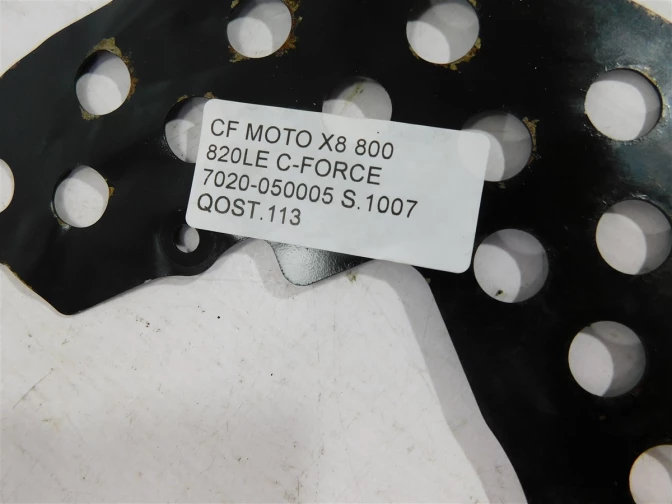 CF MOTO X8 800
820LE C-FORCE
7020-050005 S.1007
QOST.113